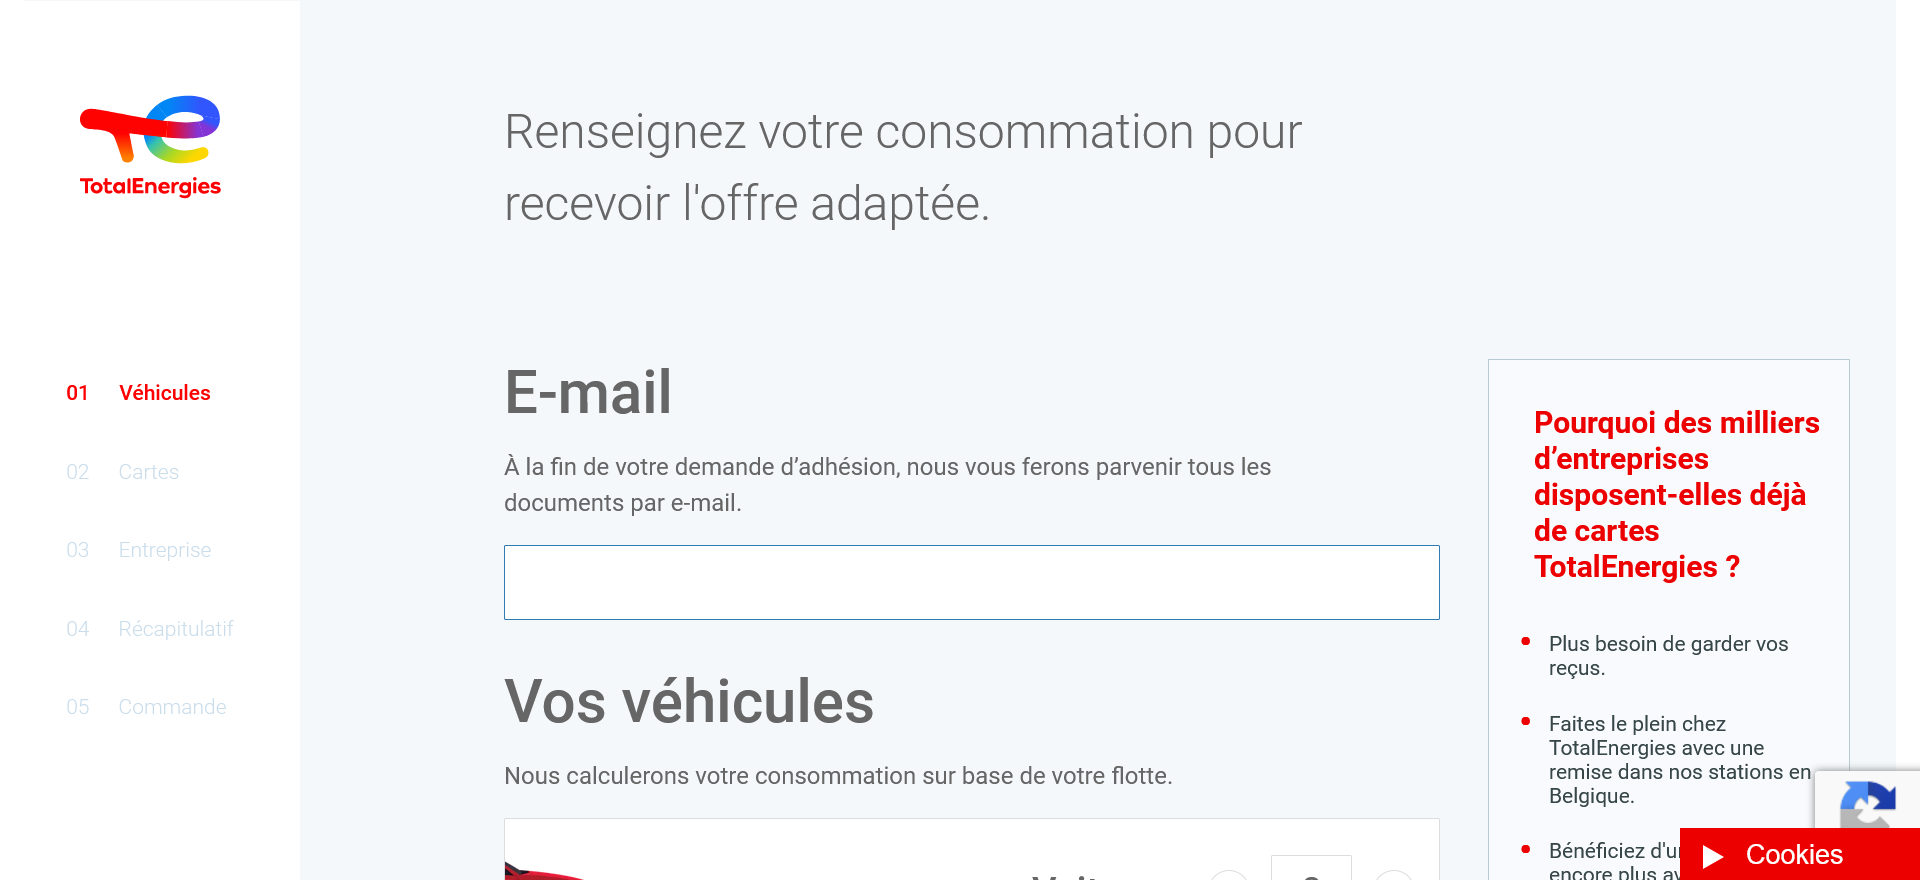 TotalEnergies
01 Véhicules
02 Cartes
03 Entreprise
04 Récapitulatif
05 Commande
Renseignez votre consommation pour
recevoir l'offre adaptée.
E-mail
À la fin de votre demande d’adhésion, nous vous ferons parvenir tous les
documents par e-mail.
Vos véhicules
Nous calculerons votre consommation sur base de votre flotte.
Pourquoi des milliers
d’entreprises
disposent-elles déjà
de cartes
TotalEnergies ?
Plus besoin de garder vos
reçus.
Faites le plein chez
TotalEnergies avec une
remise dans nos stations en
Belgique.
Bénéficiez
encore plus
Cookies